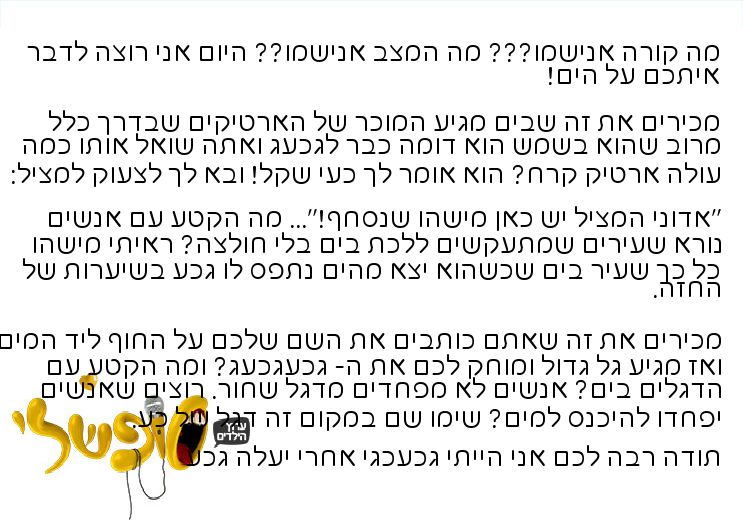 מה קורה אנישמו??? מה המצב אנישמו?? היום אני רוצה לדבר
איתכם על הים!
מכירים את זה שבים מגיע המוכר של הארטיקים שבדרך כלל
מרוב שהוא בשמש הוא דומה כבר לגכעג ואתה שואל אותו כמה
עולה ארטיק קרח? הוא אומר לך כעי שקל! ובא לך לצעוק למציל:
"אדוני המציל יש כאן מישהו שנסחף!"... מה הקטע עם אנשים
נורא שעירים שמתעקשים ללכת בים בלי חולצה? ראיתי מישהו
כל כך שעיר בים שכשהוא יצא מהים נתפס לו גכע בשיערות של
החזה.
מכירים את זה שאתם כותבים את השם שלכם על החוף ליד המים
ואז מגיע גל גדול ומוחק לכם את ה- גכעגכעג? ומה הקטע עם
הדגלים בים? אנשים לא מפחדים מדגל שחור. רוצים שאנשים
יפחדו להיכנס למים? שימו שם במקום זה דגל של כע.
תודה רבה לכם אני הייתי גכעכגי אחרי יעלה גכע
ערוץ
הילדים